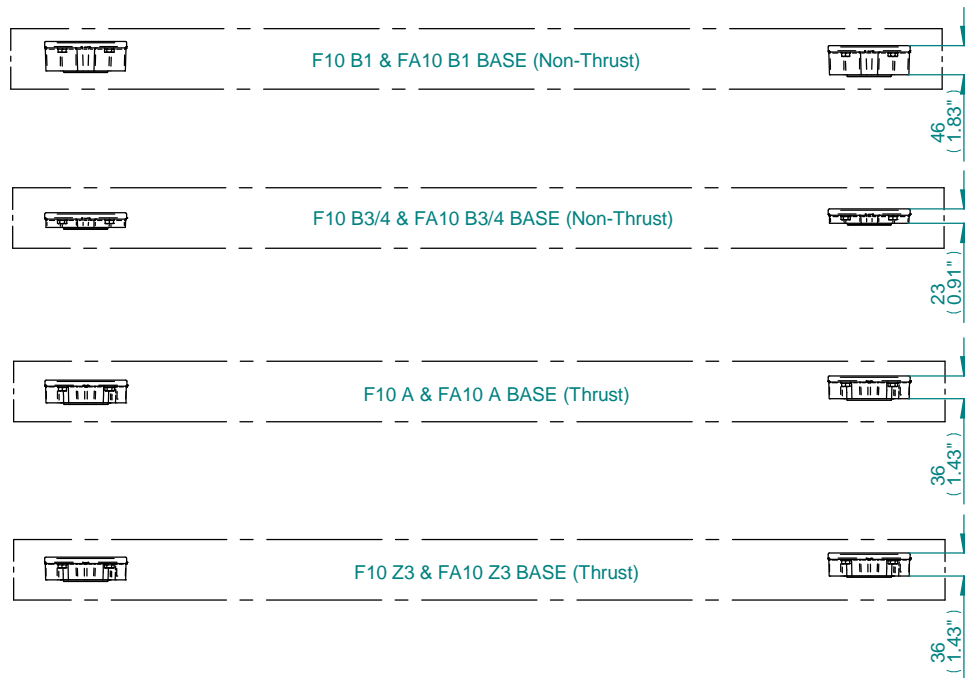 F10 B1 & FA10 B1 BASE (Non-Thrust)
46
( 1.83" )
F10 B3/4 & FA10 B3/4 BASE (Non-Thrust)
23
( 0.91" )
F10 A & FA10 A BASE (Thrust)
36
( 1.43" )
F10 Z3 & FA10 Z3 BASE (Thrust)
36
( 1.43" )